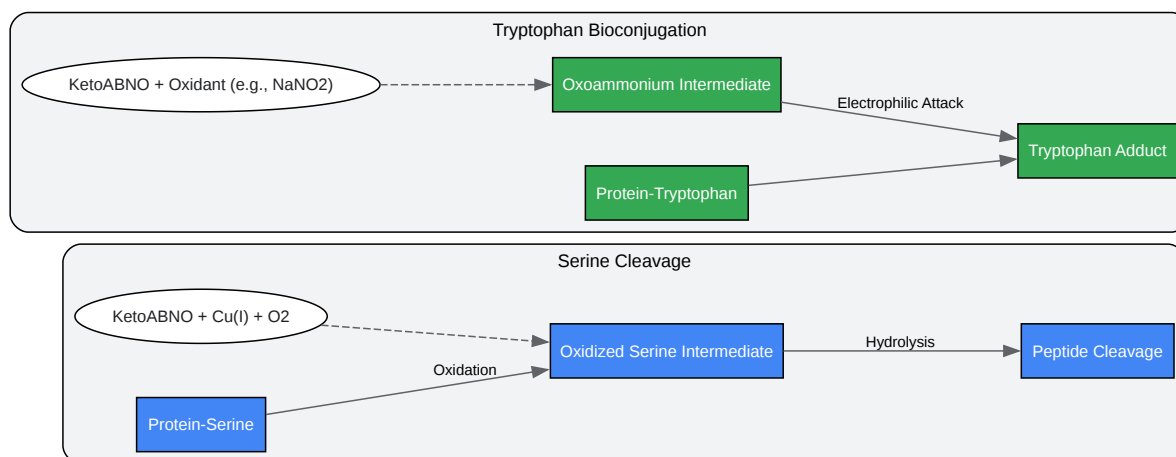 Tryptophan Bioconjugation
KetoABNO + Oxidant (e.g., NaNO2)
Oxoammonium Intermediate
Electrophilic Attack
Tryptophan Adduct
Protein-Tryptophan
Serine Cleavage
KetoABNO + Cu(I) + O2
Oxidized Serine Intermediate
Hydrolysis
Peptide Cleavage
Oxidation
Protein-Serine